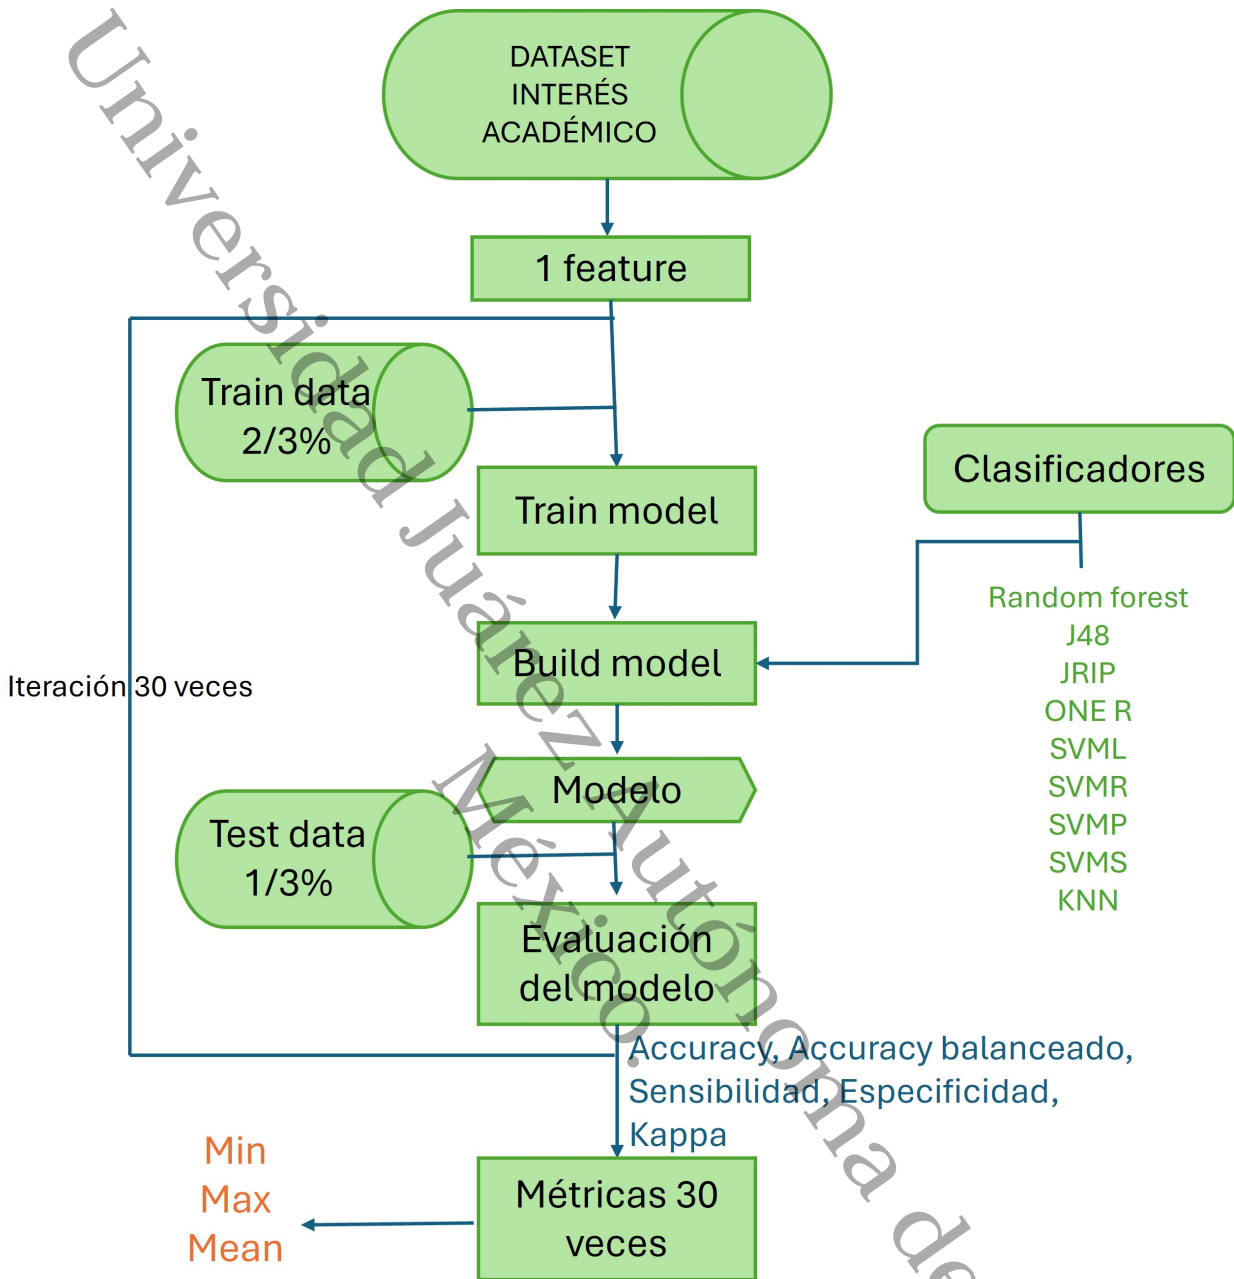 DATASET
INTERÉS
ACADÉMICO
1 feature
Train data
2/3%
Train model
Clasificadores
Random forest
J48
JRIP
ONE R
SVML
SVMR
SVMP
SVMS
KNN
Build model
Iteración 30 veces
Modelo
Test data
1/3%
Evaluación
del modelo
Accuracy, Accuracy balanceado,
Sensibilidad, Especificidad,
Kappa
Min
Max
Mean
Métricas 30
veces
Universidad Juárez Autónoma de
México.